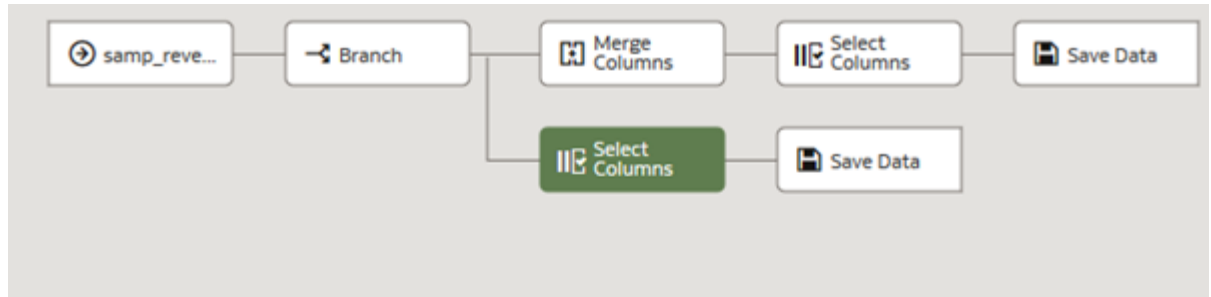 samp_reve...
Branch
Merge
Columns
Select
Columns
Save Data
Select
Columns
Save Data